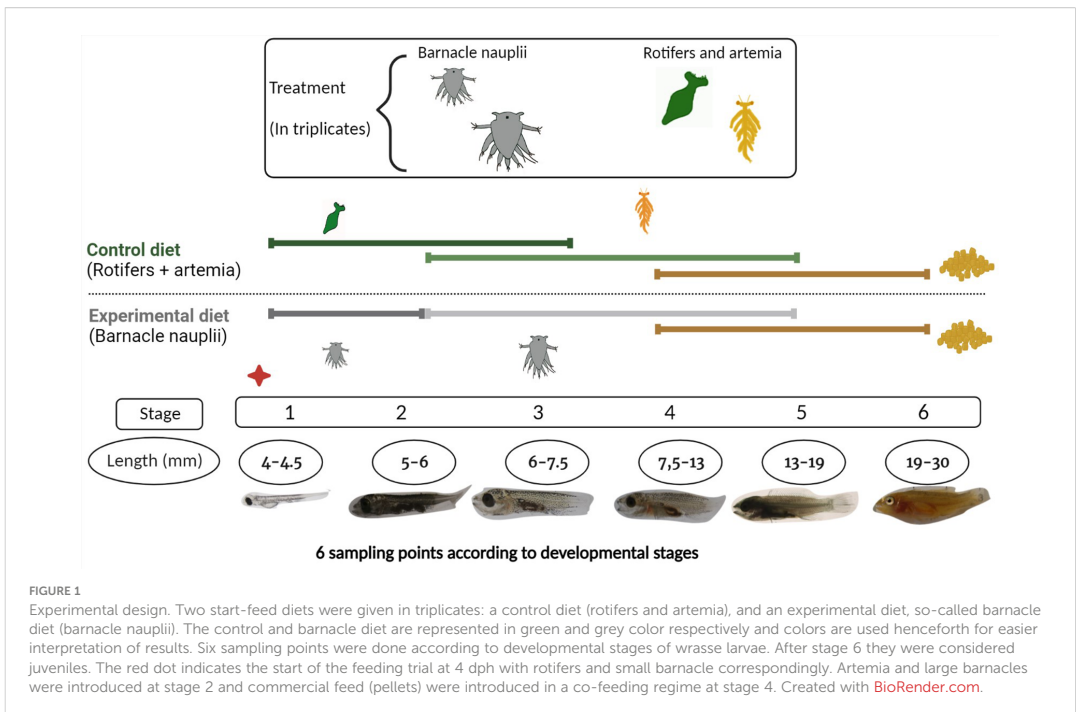 Barnacle nauplii
Rotifers and artemia
Treatment
(In triplicates)
Control diet
(Rotifers + artemia)
Experimental diet
(Barnacle nauplii)
Stage 1 2 3 4 5 6
Length (mm) 4-4.5 5-6 6-7.5 7,5-13 13-19 19-30
6 sampling points according to developmental stages
FIGURE 1
Experimental design. Two start-feed diets were given in triplicates: a control diet (rotifers and artemia), and an experimental diet, so-called barnacle
diet (barnacle nauplii). The control and barnacle diet are represented in green and grey color respectively and colors are used henceforth for easier
interpretation of results. Six sampling points were done according to developmental stages of wrasse larvae. After stage 6 they were considered
juveniles. The red dot indicates the start of the feeding trial at 4 dph with rotifers and small barnacle correspondingly. Artemia and large barnacles
were introduced at stage 2 and commercial feed (pellets) were introduced in a co-feeding regime at stage 4. Created with BioRender.com.